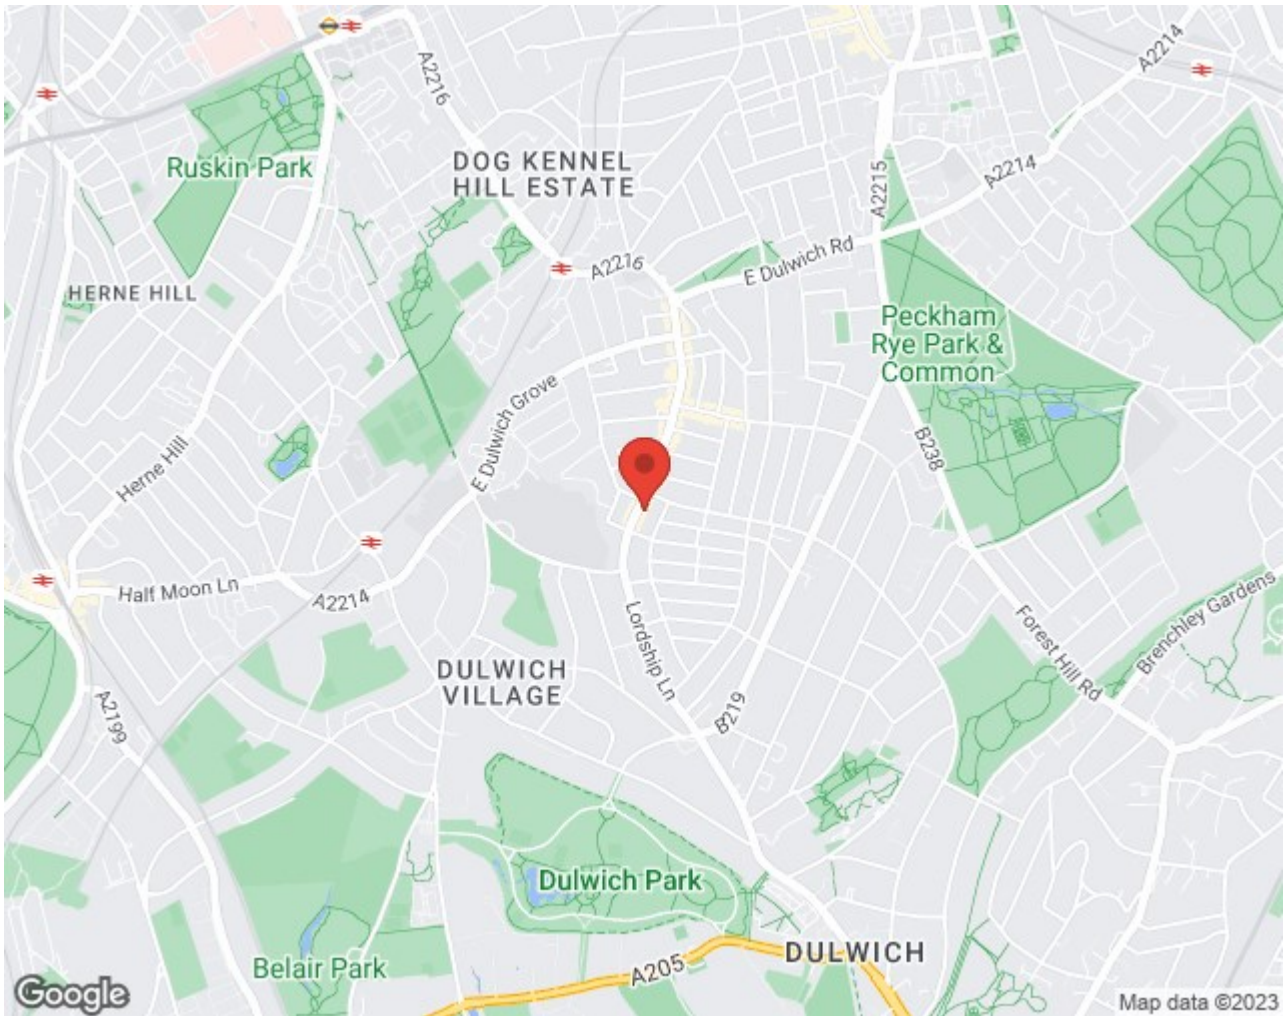 A2216
A2214
Ruskin Park
DOG KENNEL
HILL ESTATE
A2214
A2215
A2216
E Dulwich Rd
HERNE HILL
Peckham
Rye Park &
Common
E Dulwich Grove
Herne Hill
B238
Half Moon Ln
A2214
Lordship Ln
Forest Hill Rd
Brenchley Gardens
DULWICH
VILLAGE
A2199
B219
Dulwich Park
Belair Park
A205
DULWICH
Google
Map data ©2023